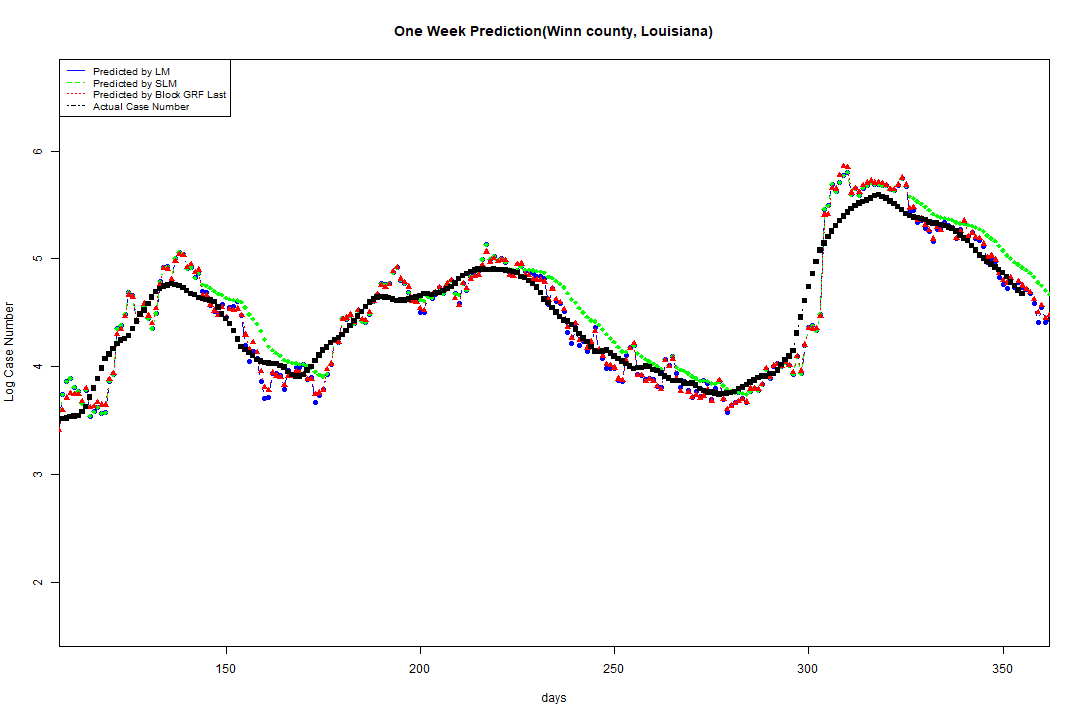 One Week Prediction(Winn county, Louisiana)
Predicted by LM
Predicted by SLM
Predicted by Block GRF Last
Actual Case Number
Log Case Number
6
5
4
3
2
150
200
250
300
350
days